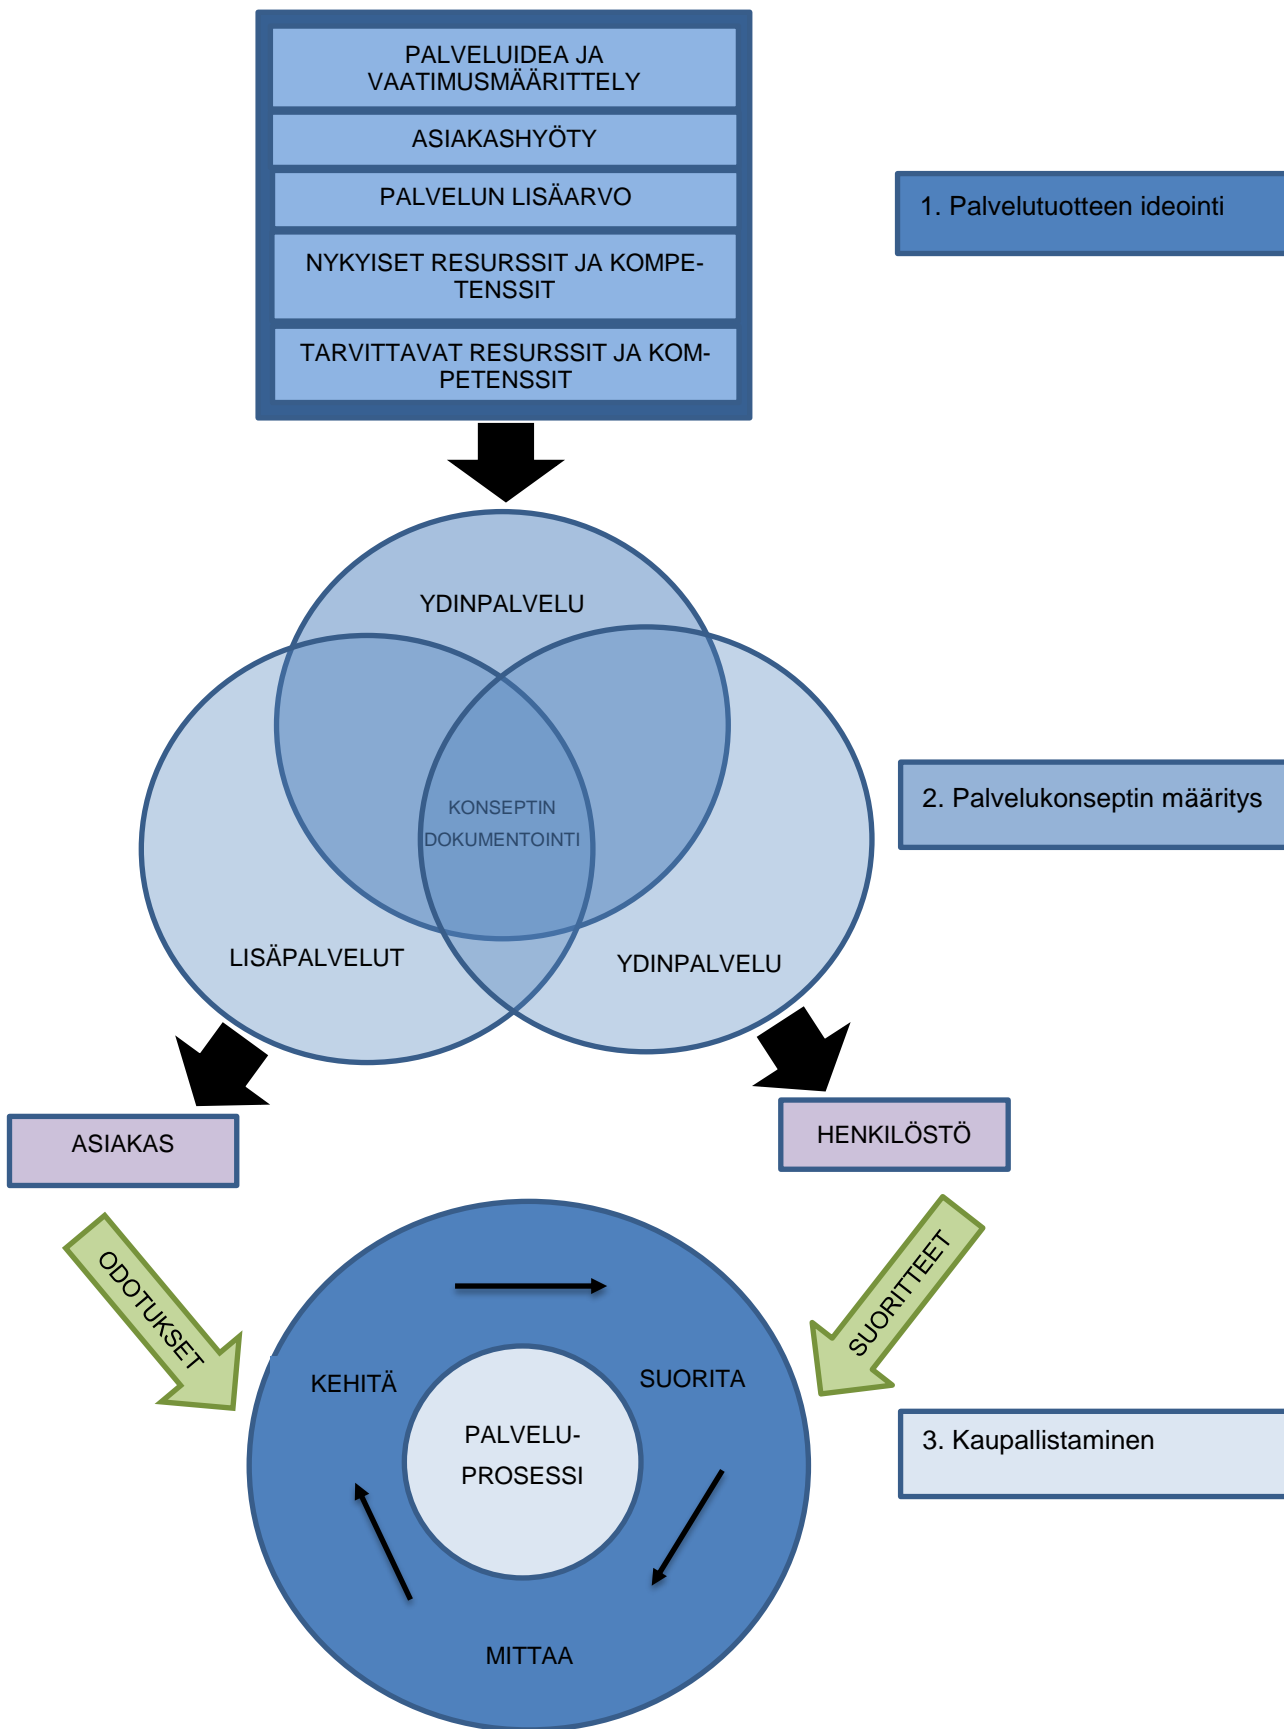 PALVELUIDEA JA
VAATIMUSMÄÄRITTELY
ASIAKASHYÖTY
PALVELUN LISÄARVO
NYKYISET RESURSSIT JA KOMPE-
TENSSIT
TARVITTAVAT RESURSSIT JA KOM-
PETENSSIT
1. Palvelutuotteen ideointi
YDINPALVELU
KONSEPTIN
DOKUMENTOINTI
LISÄPALVELUT
YDINPALVELU
2. Palvelukonseptin määritys
ASIAKAS
HENKILÖSTÖ
ODOTUKSET
SUORITTEET
KEHITÄ
SUORITA
PALVELU-
PROSESSI
MITTAA
3. Kaupallistaminen